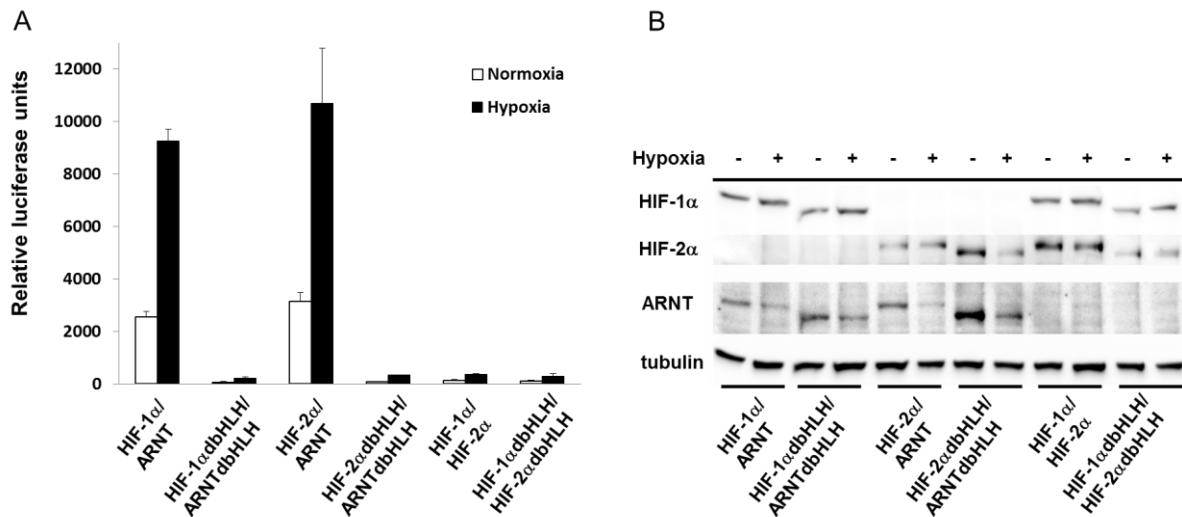 A
Relative luciferase units
12000
10000
8000
6000
4000
2000
0
Normoxia
Hypoxia
HIF-1α/
ARNT
HIF-1αdbHLH/
ARNTdbHLH
HIF-2α/
ARNT
HIF-2αdbHLH/
ARNTdbHLH
HIF-1α/
HIF-2α
HIF-1αdbHLH/
HIF-2αdbHLH
B
Hypoxia - + - + - + - + - + - +
HIF-1α
HIF-2α
ARNT
tubulin
HIF-1α/
ARNT
HIF-1αdbHLH/
ARNTdbHLH
HIF-2α/
ARNT
HIF-2αdbHLH/
ARNTdbHLH
HIF-1α/
HIF-2α
HIF-1αdbHLH/
HIF-2αdbHLH